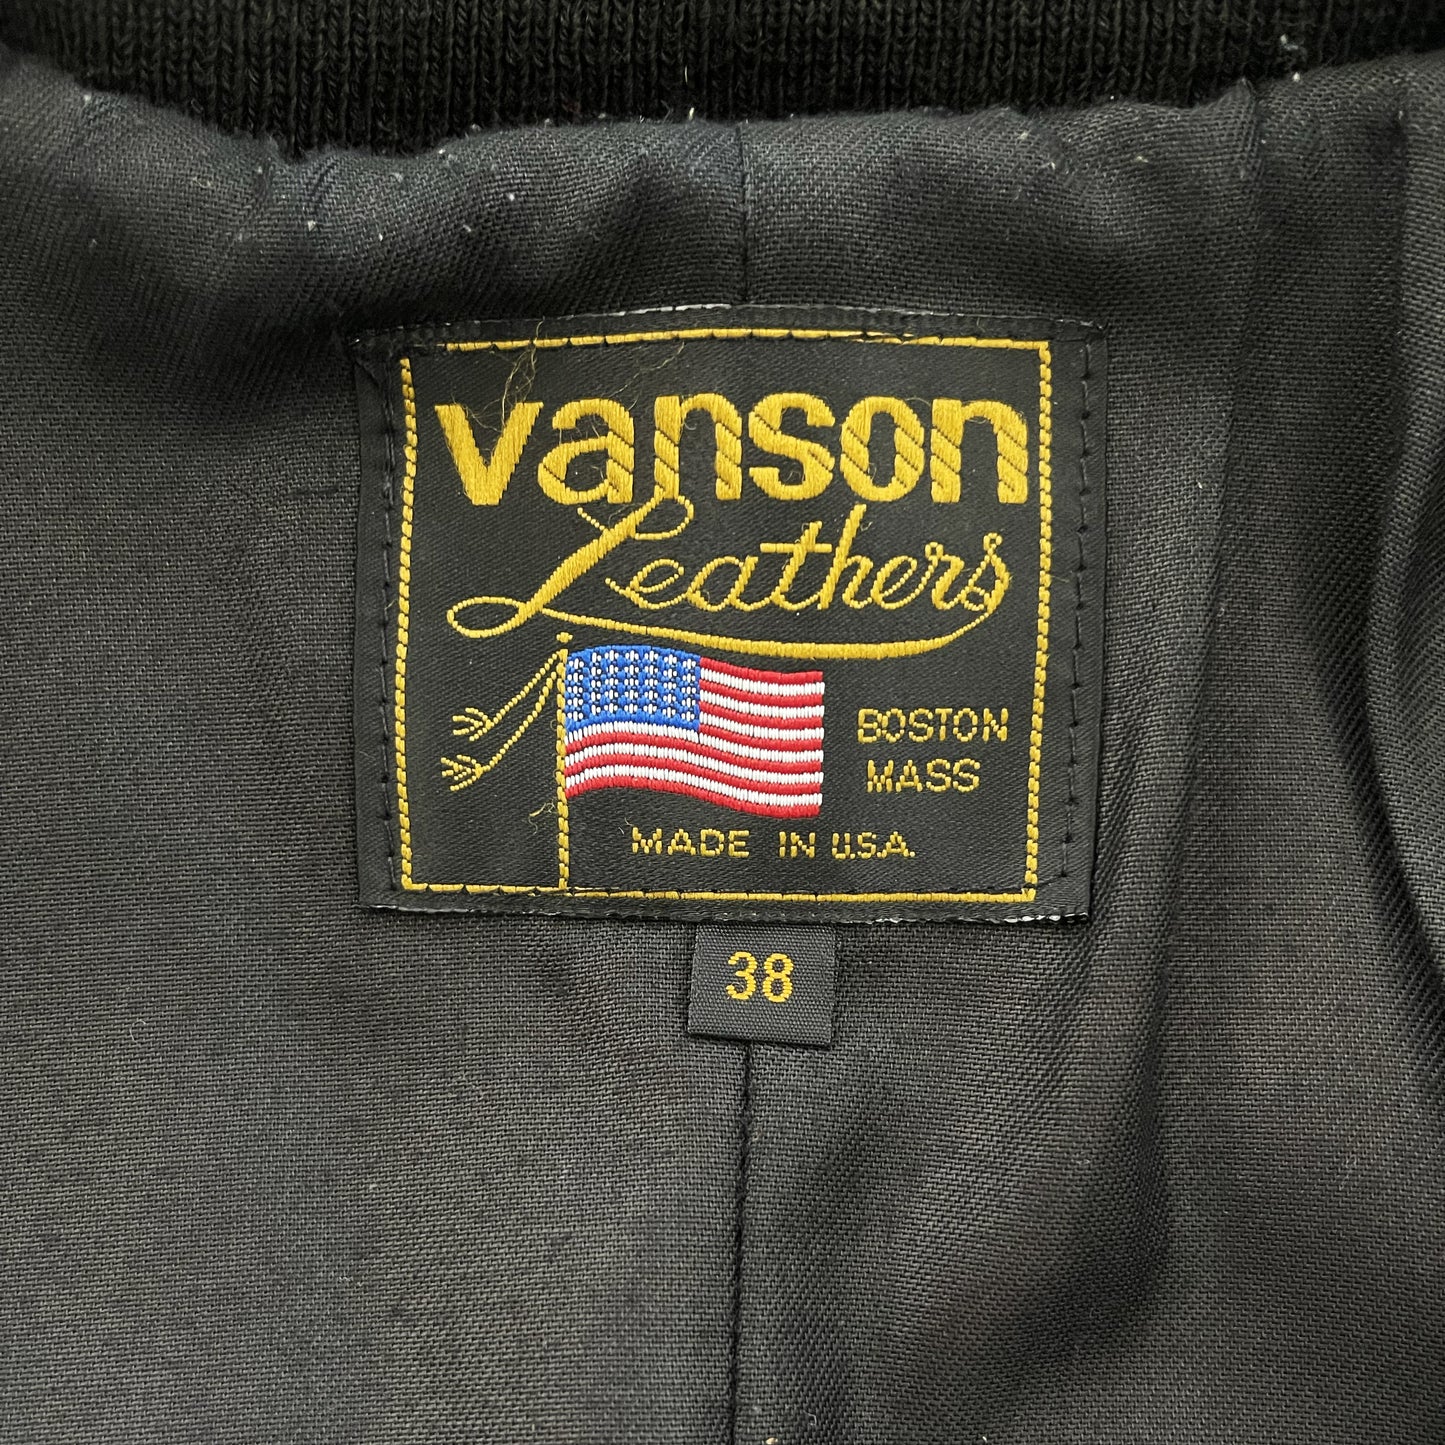 vanson
Leathers
BOSTON
MASS
MADE IN U.S.A.
38